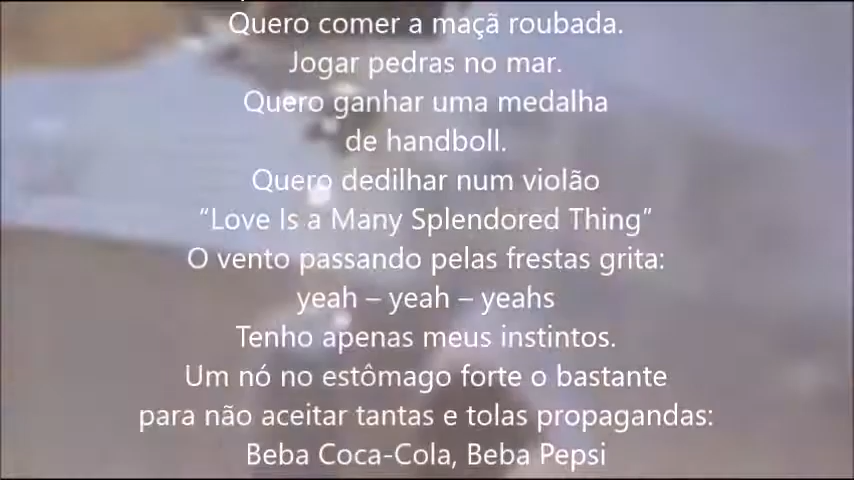 Quero comer a maçã roubada.
Jogar pedras no mar.
Quero ganhar uma medalha
de handboll.
Quero dedilhar num violão
“Love Is a Many Splendored Thing”
O vento passando pelas frestas grita:
yeah – yeah – yeahs
Tenho apenas meus instintos.
Um nó no estômago forte o bastante
para não aceitar tantas e tolas propagandas:
Beba Coca-Cola, Beba Pepsi